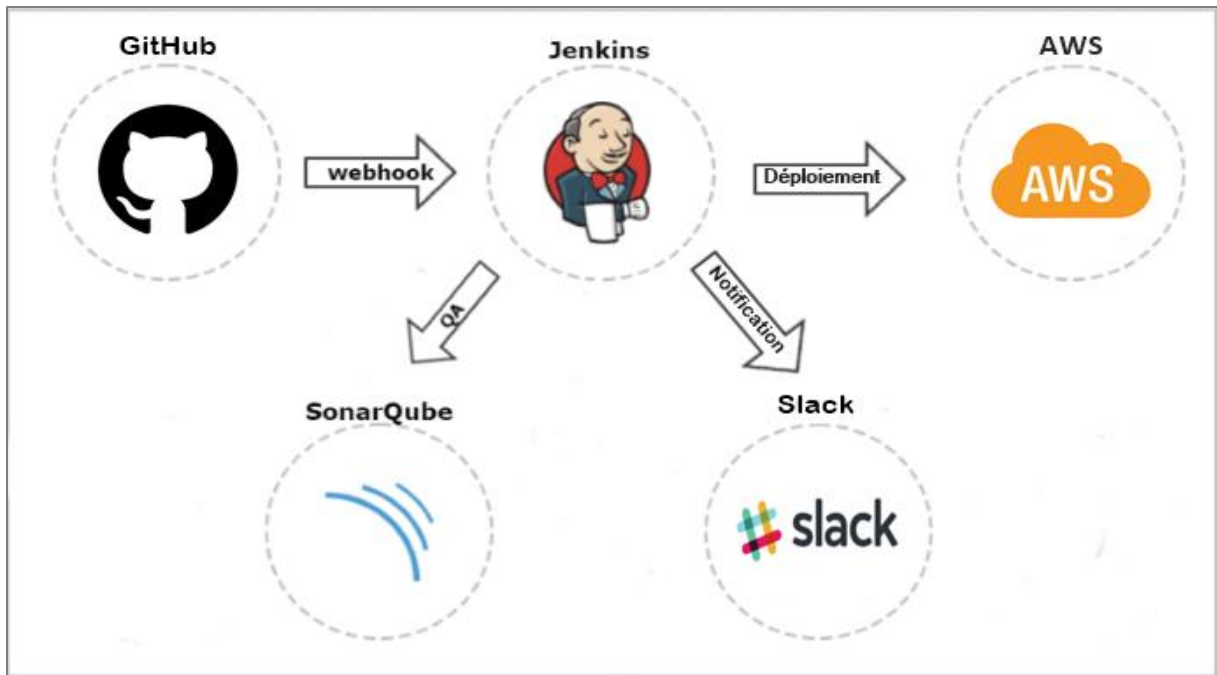 GitHub
Jenkins
AWS
webhook
Déploiement
AWS
QA
Notification
SonarQube
Slack
slack